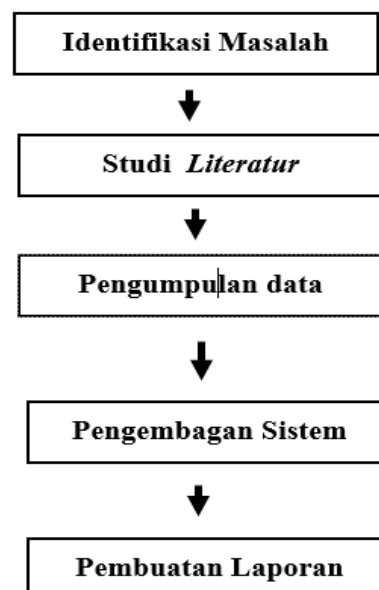 Identifikasi Masalah
Studi Literatur
Pengumpulan data
Pengembagan Sistem
Pembuatan Laporan